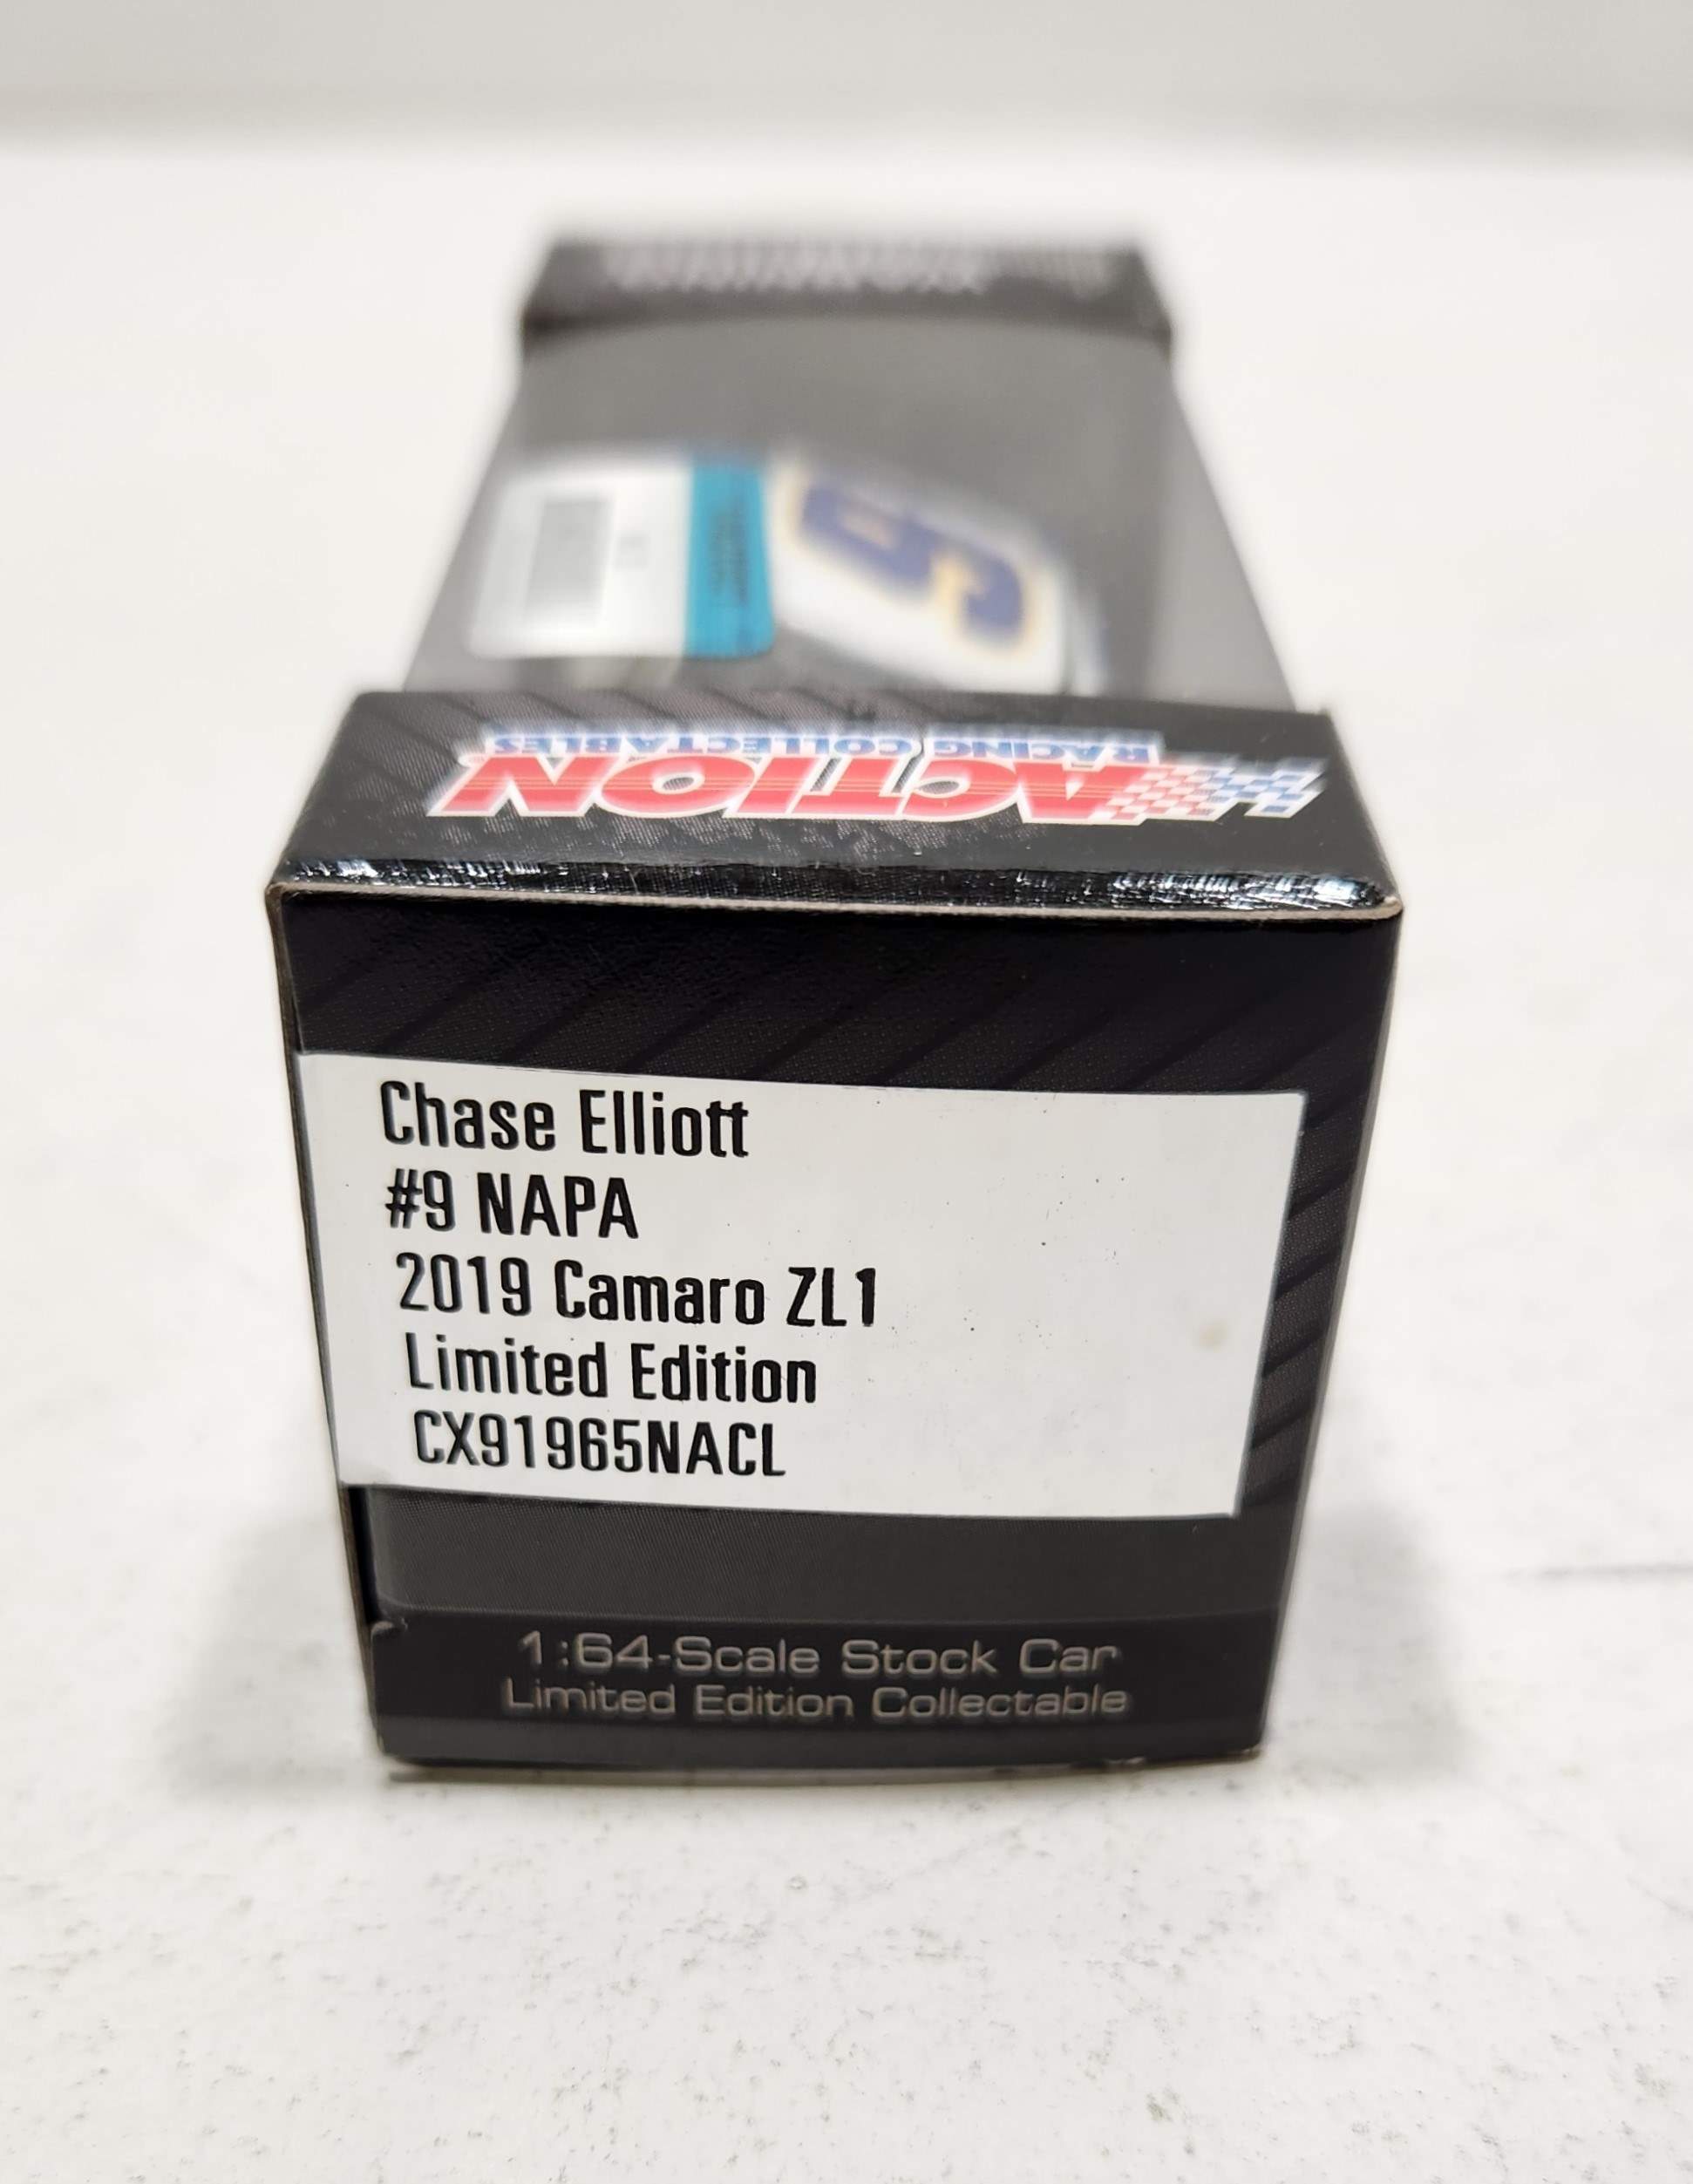 RACING COLLECTABLES
ACTION
Chase Elliott
#9 NAPA
2019 Camaro ZL1
Limited Edition
CX91965NACL
1:64-Scale Stock Car
Limited Edition Collectable